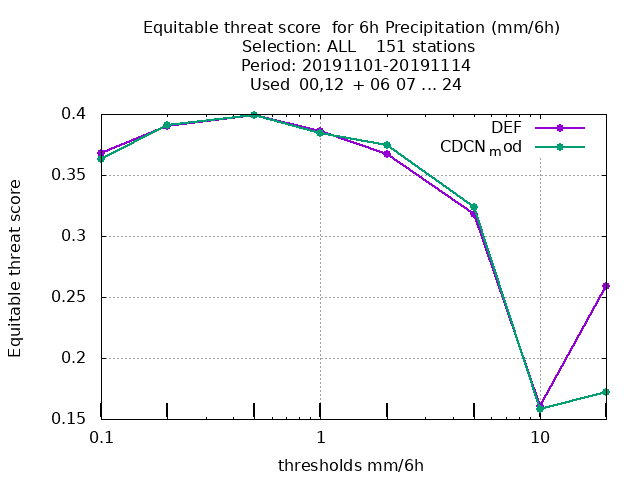 Equitable threat score for 6h Precipitation (mm/6h)
Selection: ALL 151 stations
Period: 20191101-20191114
Used 00,12 + 06 07 ... 24
DEF
CDCNmod
0.4
0.35
0.3
0.25
0.2
0.15
Equitable threat score
0.1 1 10
thresholds mm/6h